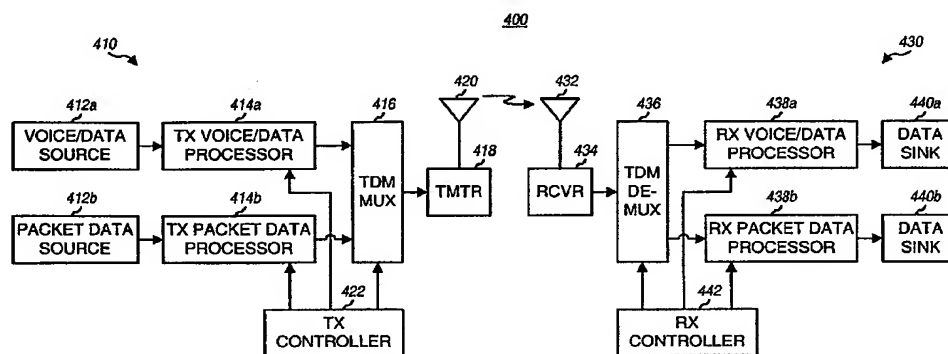 400
410
430
412a
VOICE/DATA
SOURCE
414a
TX VOICE/DATA
PROCESSOR
416
TDM
MUX
420
418
TMTR
432
434
RCVR
436
TDM
DE-
MUX
438a
RX VOICE/DATA
PROCESSOR
440a
DATA
SINK
412b
PACKET DATA
SOURCE
414b
TX PACKET DATA
PROCESSOR
438b
RX PACKET DATA
PROCESSOR
440b
DATA
SINK
422
TX
CONTROLLER
442
RX
CONTROLLER